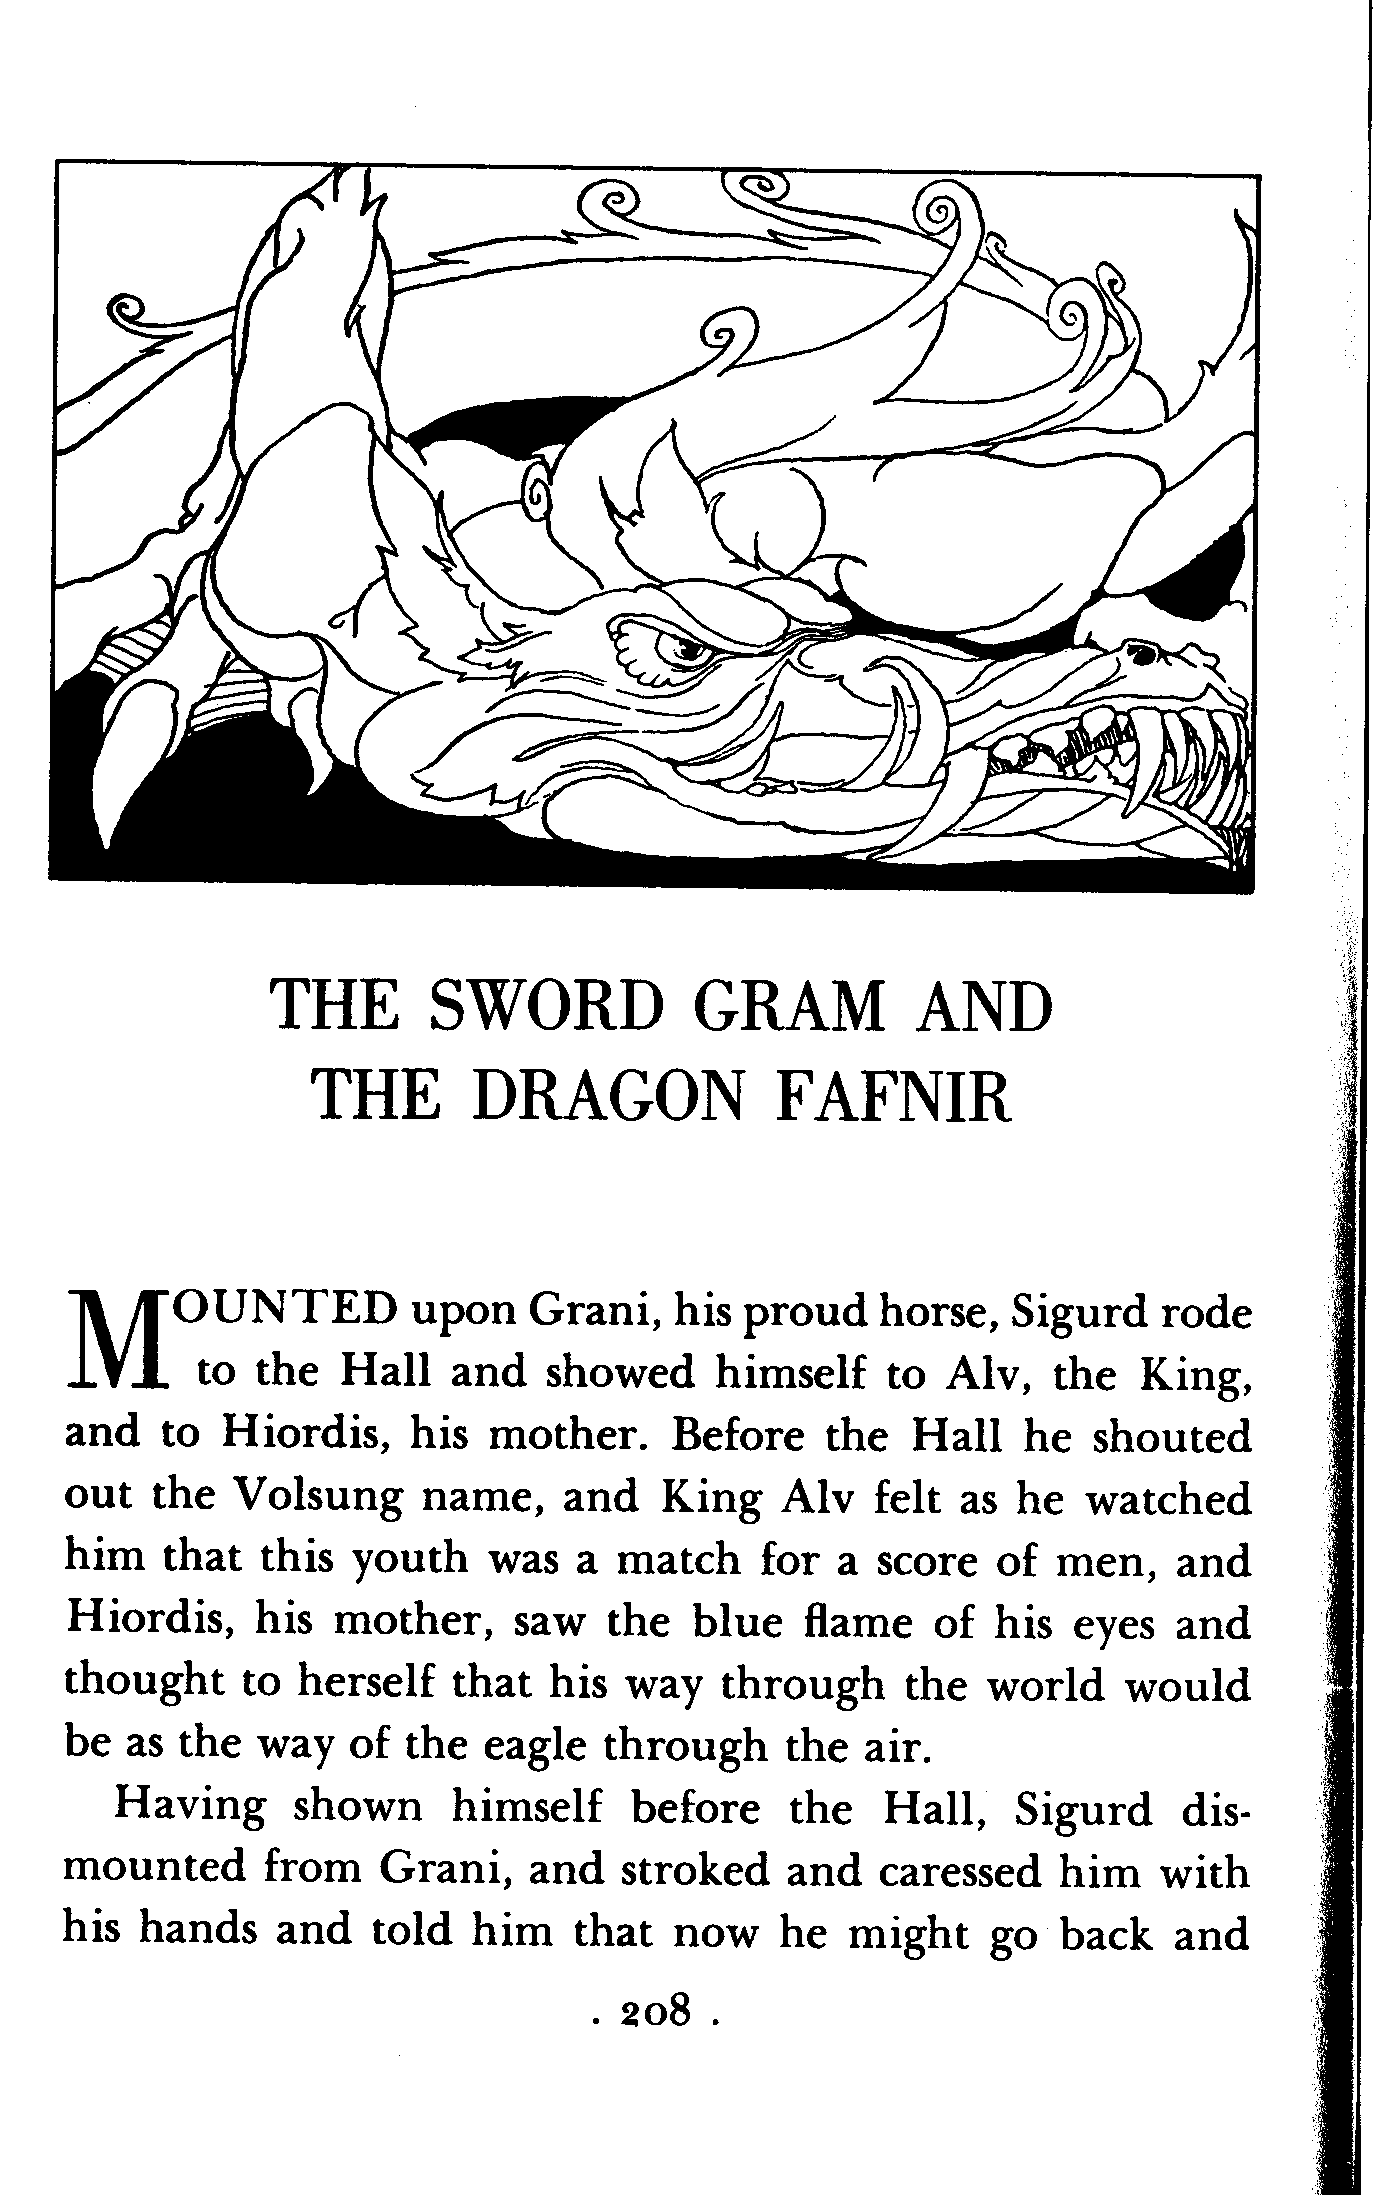 THE SWORD GRAM AND
THE DRAGON FAFNIR
MOUNTED upon Grani, his proud horse, Sigurd rode
to the Hall and showed himself to Alv, the King,
and to Hiordis, his mother. Before the Hall he shouted
out the Volsung name, and King Alv felt as he watched
him that this youth was a match for a score of men, and
Hiordis, his mother, saw the blue flame of his eyes and
thought to herself that his way through the world would
be as the way of the eagle through the air.
Having shown himself before the Hall, Sigurd dis-
mounted from Grani, and stroked and caressed him with
his hands and told him that now he might go back and
. 208 .